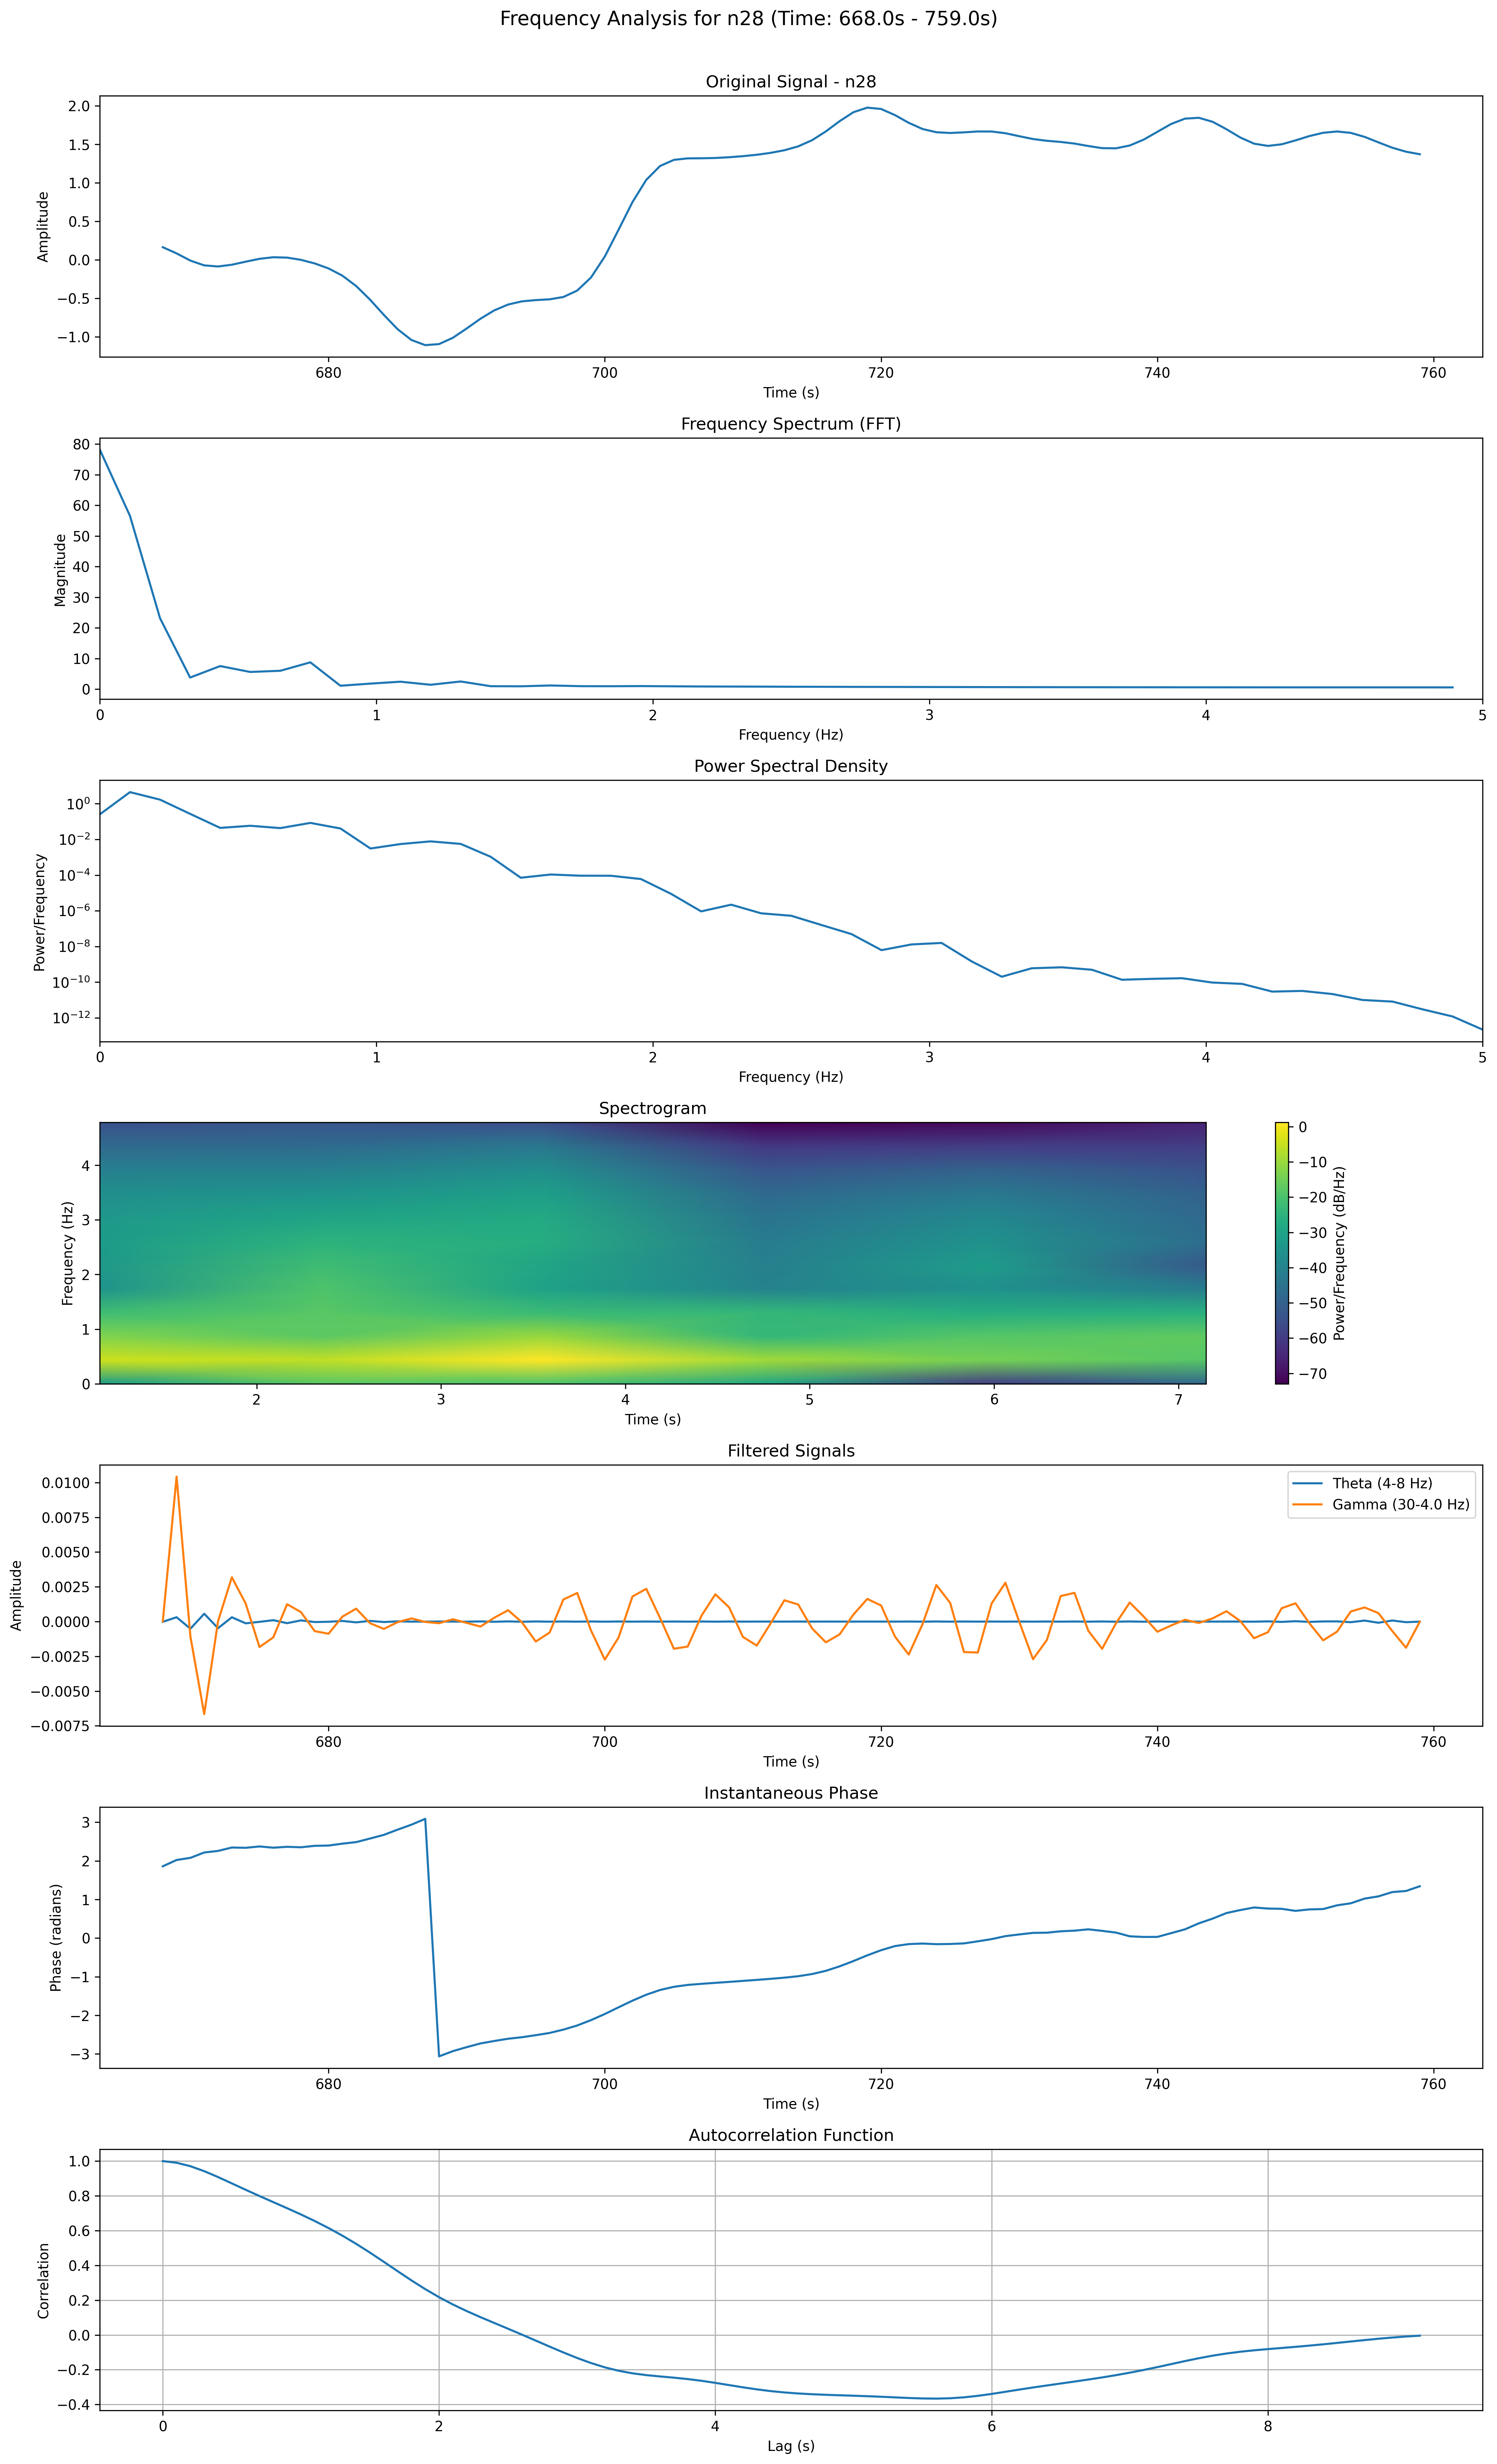 Frequency Analysis for n28 (Time: 668.0s - 759.0s)
Original Signal - n28
Amplitude
2.0
1.5
1.0
0.5
0.0
−0.5
−1.0
680 700 720 740 760
Time (s)
Frequency Spectrum (FFT)
Magnitude
80
70
60
50
40
30
20
10
0
0 1 2 3 4 5
Frequency (Hz)
Power Spectral Density
Power/Frequency
10⁰
10⁻²
10⁻⁴
10⁻⁶
10⁻⁸
10⁻¹⁰
10⁻¹²
0 1 2 3 4 5
Frequency (Hz)
Spectrogram
Frequency (Hz)
4
3
2
1
0
2 3 4 5 6 7
Time (s)
0
−10
−20
−30
−40
−50
−60
−70
Power/Frequency (dB/Hz)
Filtered Signals
Amplitude
0.0100
0.0075
0.0050
0.0025
0.0000
−0.0025
−0.0050
−0.0075
Theta (4-8 Hz)
Gamma (30-4.0 Hz)
680 700 720 740 760
Time (s)
Instantaneous Phase
Phase (radians)
3
2
1
0
−1
−2
−3
680 700 720 740 760
Time (s)
Autocorrelation Function
Correlation
1.0
0.8
0.6
0.4
0.2
0.0
−0.2
−0.4
0 2 4 6 8
Lag (s)